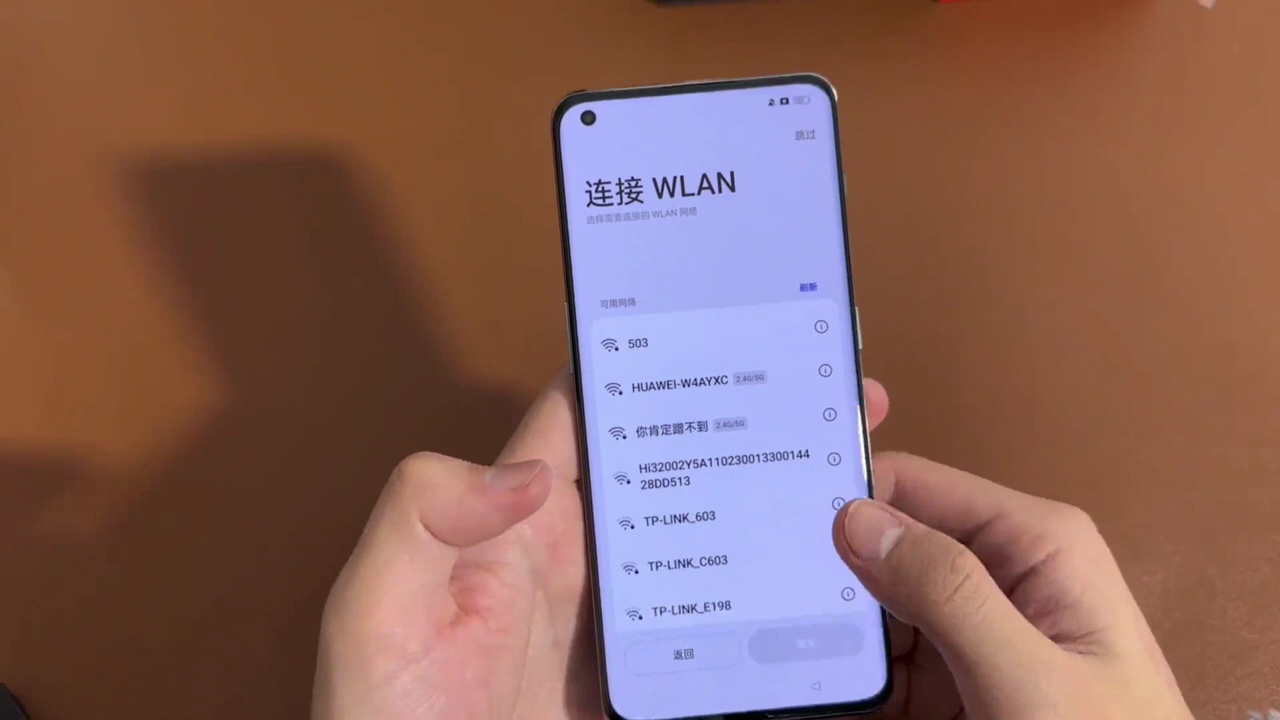 跳过
连接 WLAN
选择需要连接的 WLAN 网络
可用网络
刷新
503
HUAWEI-W4AYXC 2.4G/5G
你肯定蹭不到 2.4G/5G
Hi32002Y5A110230013300144
28DD513
TP-LINK_603
TP-LINK_C603
TP-LINK_E198
返回